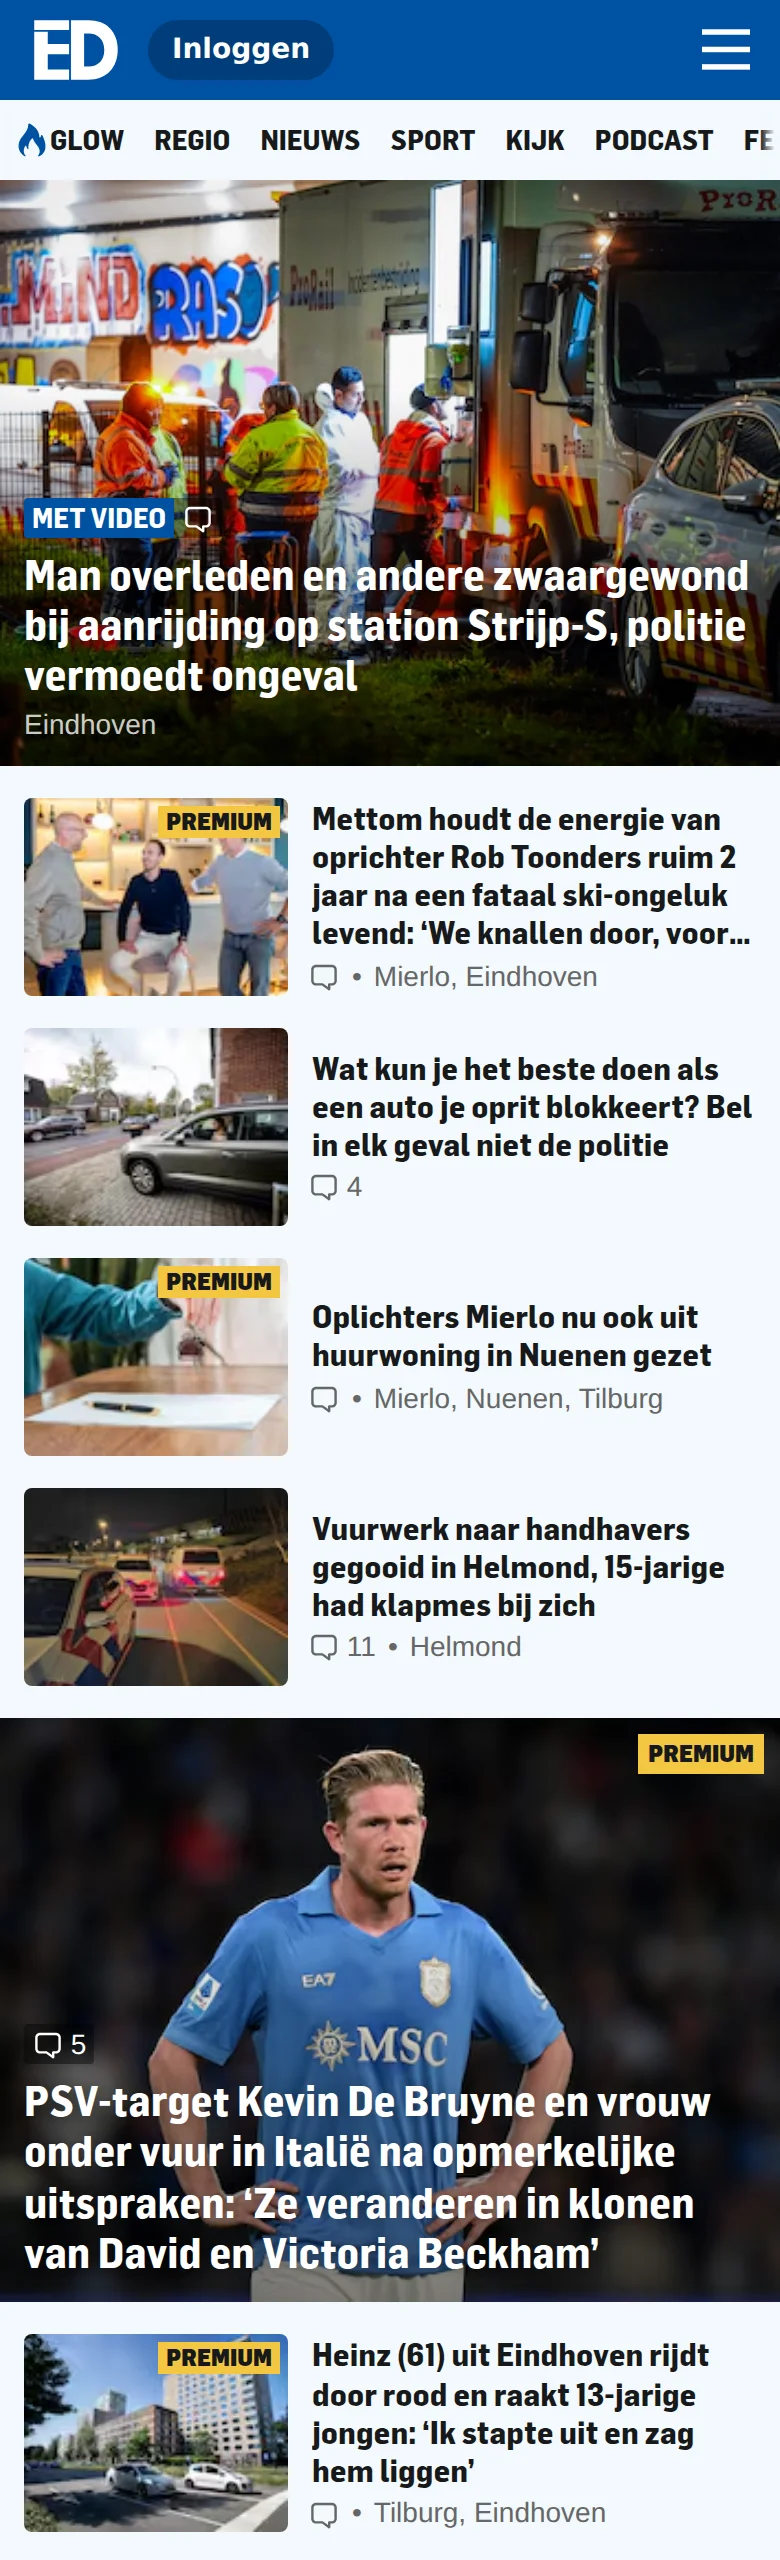 ED
Inloggen
GLOW REGIO NIEUWS SPORT KIJK PODCAST FE
ProR
MIND RASO
ProRail
MET VIDEO
Man overleden en andere zwaargewond
bij aanrijding op station Strijp-S, politie
vermoedt ongeval
Eindhoven
PREMIUM
Mettom houdt de energie van
oprichter Rob Toonders ruim 2
jaar na een fataal ski-ongeluk
levend: ‘We knallen door, voor...
• Mierlo, Eindhoven
Wat kun je het beste doen als
een auto je oprit blokkeert? Bel
in elk geval niet de politie
4
PREMIUM
Oplichters Mierlo nu ook uit
huurwoning in Nuenen gezet
• Mierlo, Nuenen, Tilburg
Vuurwerk naar handhavers
gegooid in Helmond, 15-jarige
had klapmes bij zich
11 • Helmond
PREMIUM
EA7
MSC
5
PSV-target Kevin De Bruyne en vrouw
onder vuur in Italië na opmerkelijke
uitspraken: ‘Ze veranderen in klonen
van David en Victoria Beckham’
PREMIUM
Heinz (61) uit Eindhoven rijdt
door rood en raakt 13-jarige
jongen: ‘Ik stapte uit en zag
hem liggen’
• Tilburg, Eindhoven